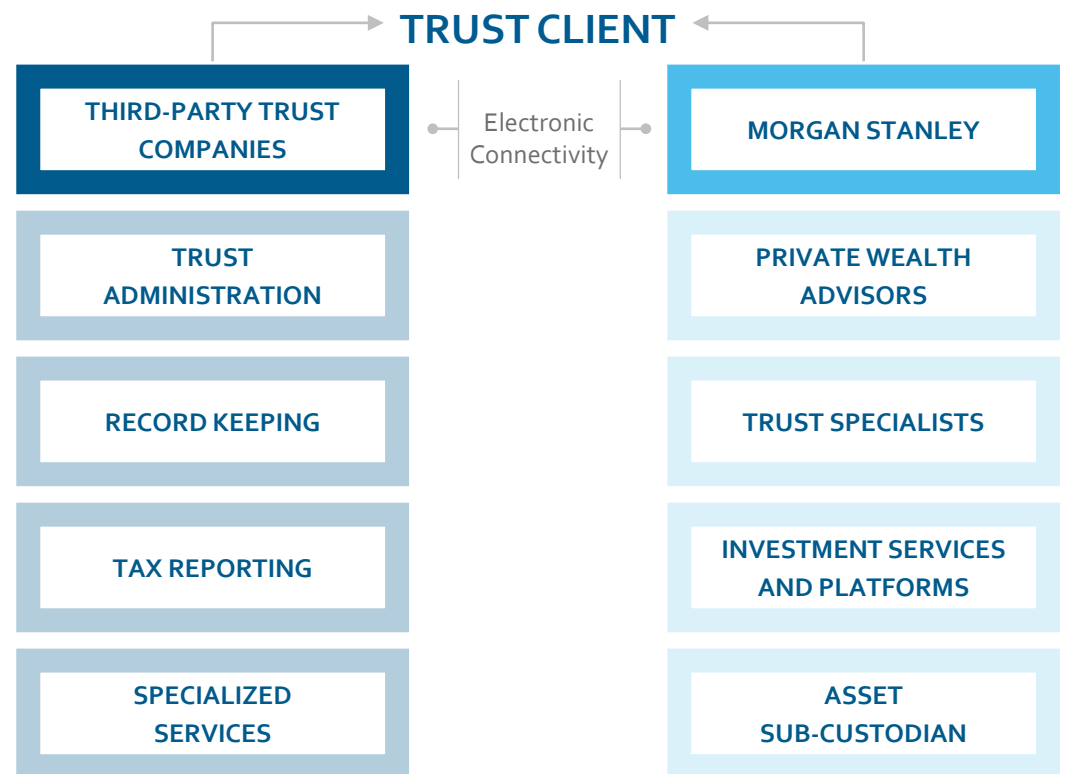 TRUST CLIENT
THIRD-PARTY TRUST
COMPANIES
Electronic
Connectivity
MORGAN STANLEY
TRUST
ADMINISTRATION
PRIVATE WEALTH
ADVISORS
RECORD KEEPING
TRUST SPECIALISTS
TAX REPORTING
INVESTMENT SERVICES
AND PLATFORMS
SPECIALIZED
SERVICES
ASSET
SUB-CUSTODIAN